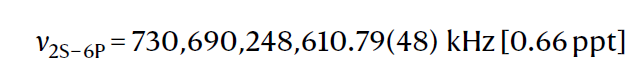 ν2S–6P = 730,690,248,610.79(48) kHz [0.66 ppt]